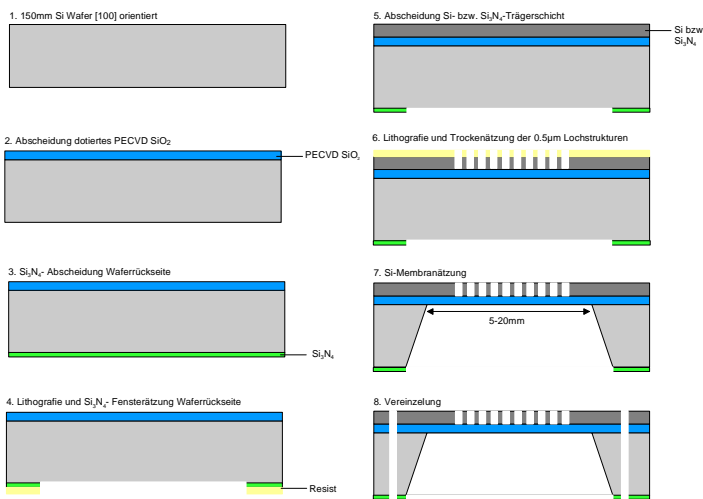 1. 150mm Si Wafer [100] orientiert
2. Abscheidung dotiertes PECVD SiO₂
PECVD SiO₂
3. Si₃N₄- Abscheidung Waferrückseite
Si₃N₄
4. Lithografie und Si₃N₄- Fensterätzung Waferrückseite
Resist
5. Abscheidung Si- bzw. Si₃N₄-Trägerschicht
Si bzw
Si₃N₄
6. Lithografie und Trockenätzung der 0.5µm Lochstrukturen
7. Si-Membranätzung
5-20mm
8. Vereinzelung